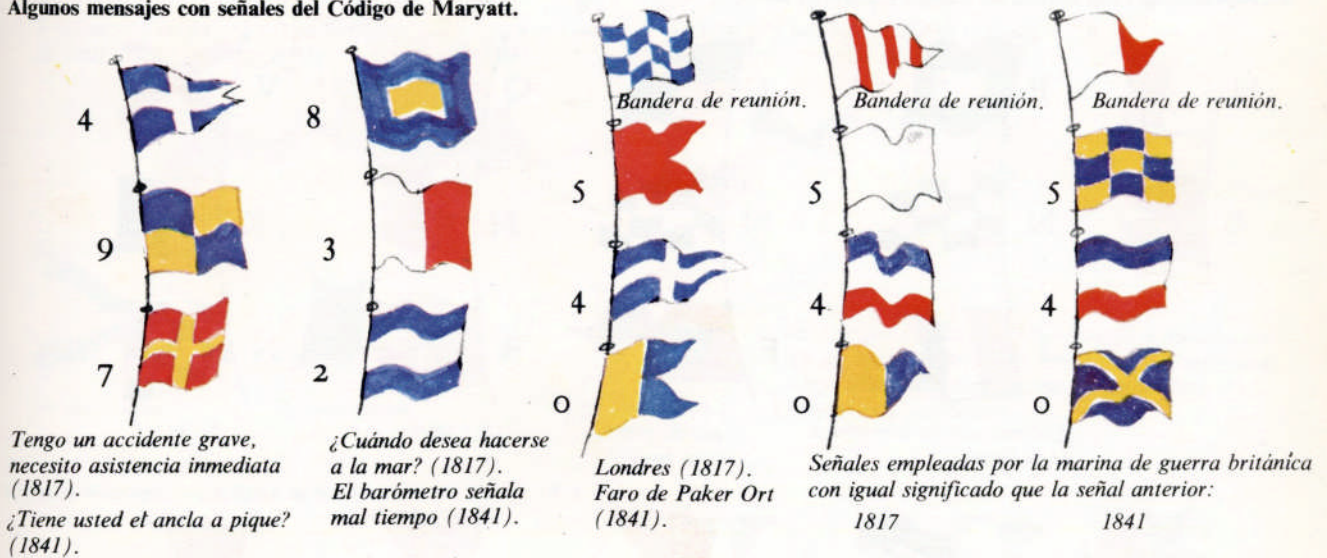 Algunos mensajes con señales del Código de Maryatt.
4
9
7
Tengo un accidente grave,
necesito asistencia inmediata
(1817).
¿Tiene usted el ancla a pique?
(1841).
8
3
2
¿Cuándo desea hacerse
a la mar? (1817).
El barómetro señala
mal tiempo (1841).
Bandera de reunión.
5
4
0
Londres (1817).
Faro de Paker Ort
(1841).
Bandera de reunión.
5
4
0
Bandera de reunión.
5
4
0
Señales empleadas por la marina de guerra británica
con igual significado que la señal anterior:
1817
1841